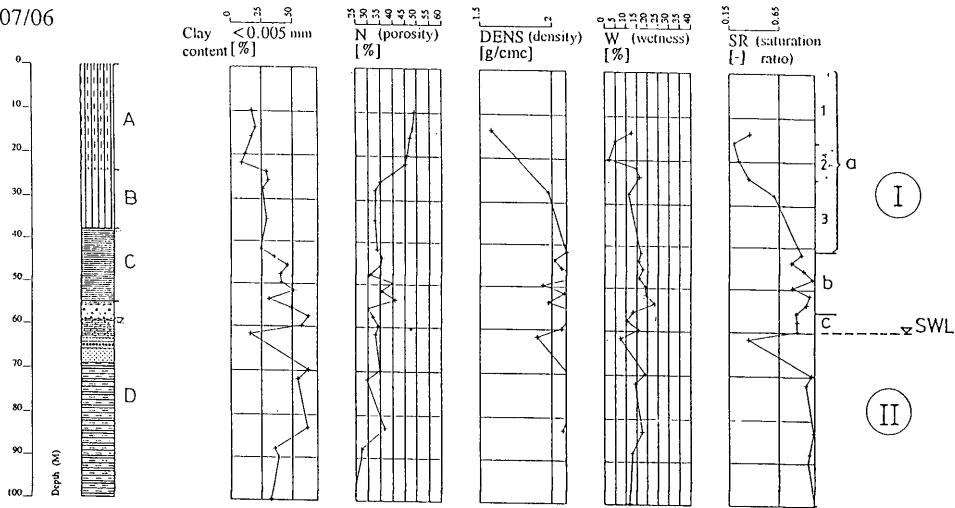 07/06
Clay <0.005 mm
content [%]
0 25 50
N (porosity)
[%]
25 30 35 40 45 50 55 60
DENS (density)
[g/cmc]
1.5 2
W (wetness)
[%]
0 5 10 15 20 25 30 35 40
SR (saturation
[-] ratio)
0.15 0.65
0
10
20
30
40
50
60
70
80
90
100
Depth (M)
A
B
C
D
1
2
3
a
b
c
I
SWL
II